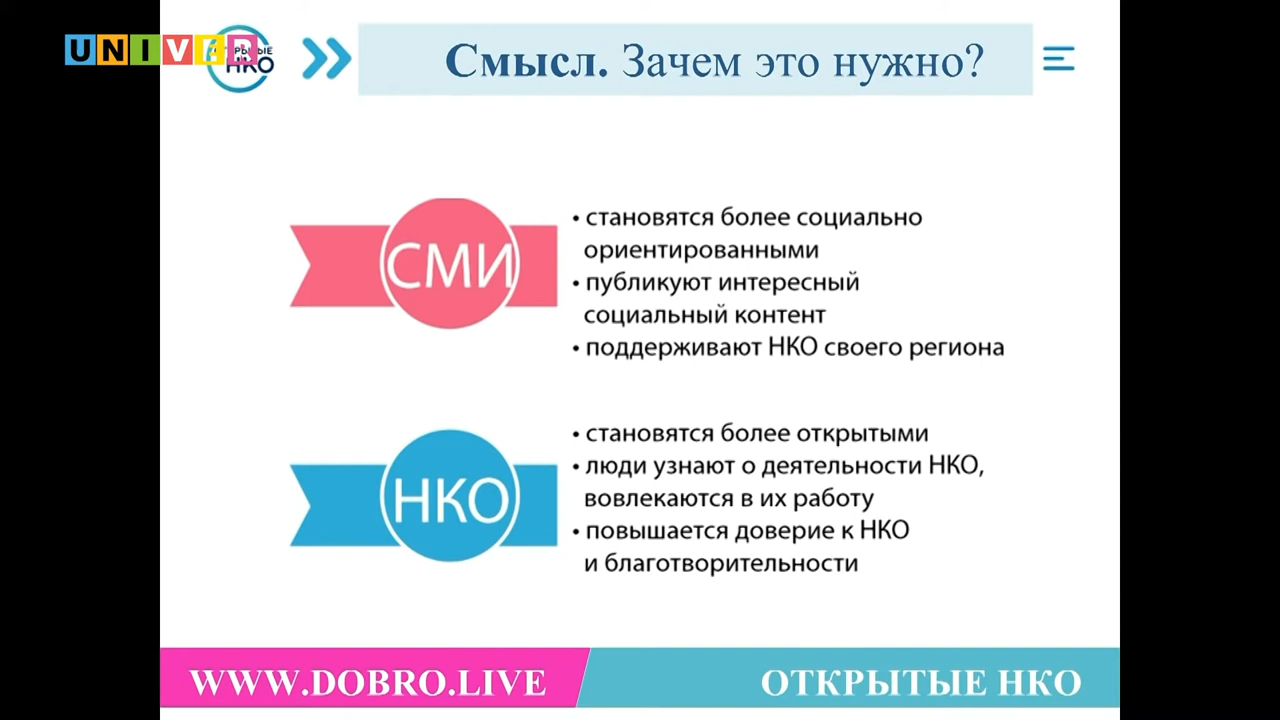 UNIVER
НКО
Смысл. Зачем это нужно?
СМИ
• становятся более социально
ориентированными
• публикуют интересный
социальный контент
• поддерживают НКО своего региона
НКО
• становятся более открытыми
• люди узнают о деятельности НКО,
вовлекаются в их работу
• повышается доверие к НКО
и благотворительности
WWW.DOBRO.LIVE
ОТКРЫТЫЕ НКО